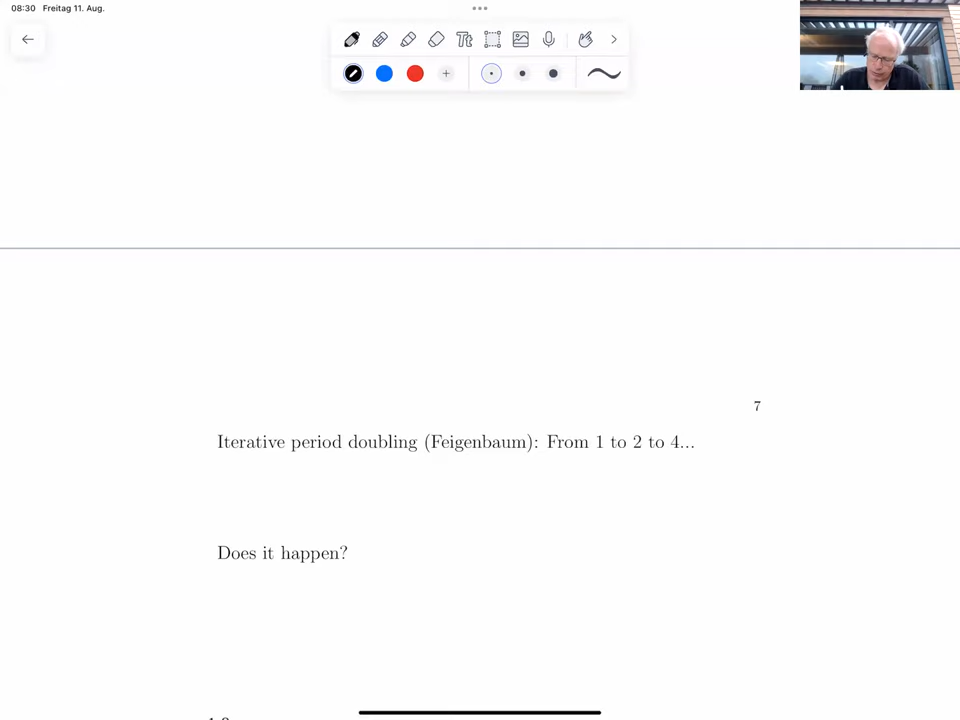 08:30 Freitag 11. Aug.
Tt
7
Iterative period doubling (Feigenbaum): From 1 to 2 to 4...
Does it happen?